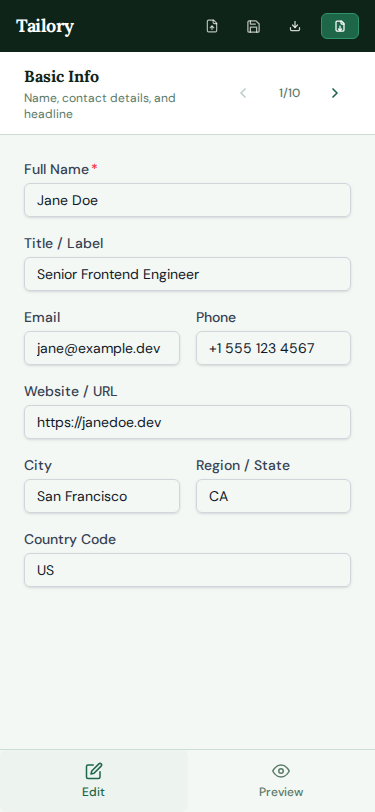 Tailory
Basic Info
Name, contact details, and
headline
1/10
Full Name *
Jane Doe
Title / Label
Senior Frontend Engineer
Email
Phone
jane@example.dev
+1 555 123 4567
Website / URL
https://janedoe.dev
City
Region / State
San Francisco
CA
Country Code
US
Edit
Preview